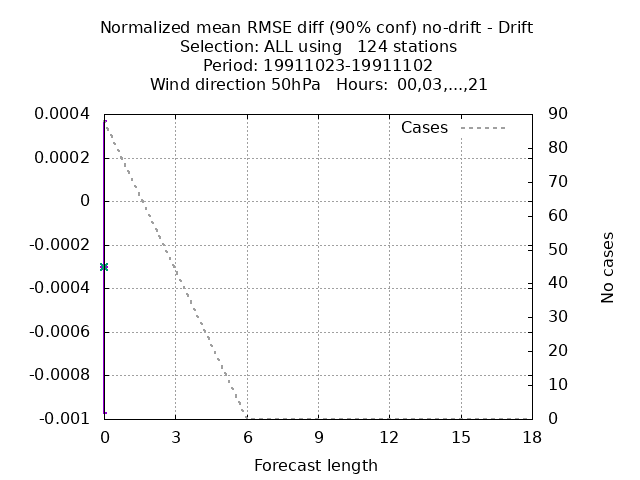 Normalized mean RMSE diff (90% conf) no-drift - Drift
Selection: ALL using   124 stations
Period: 19911023-19911102
Wind direction 50hPa   Hours:  00,03,...,21
Cases
0.0004
0.0002
0
-0.0002
-0.0004
-0.0006
-0.0008
-0.001
90
80
70
60
50
40
30
20
10
0
No cases
0 3 6 9 12 15 18
Forecast length